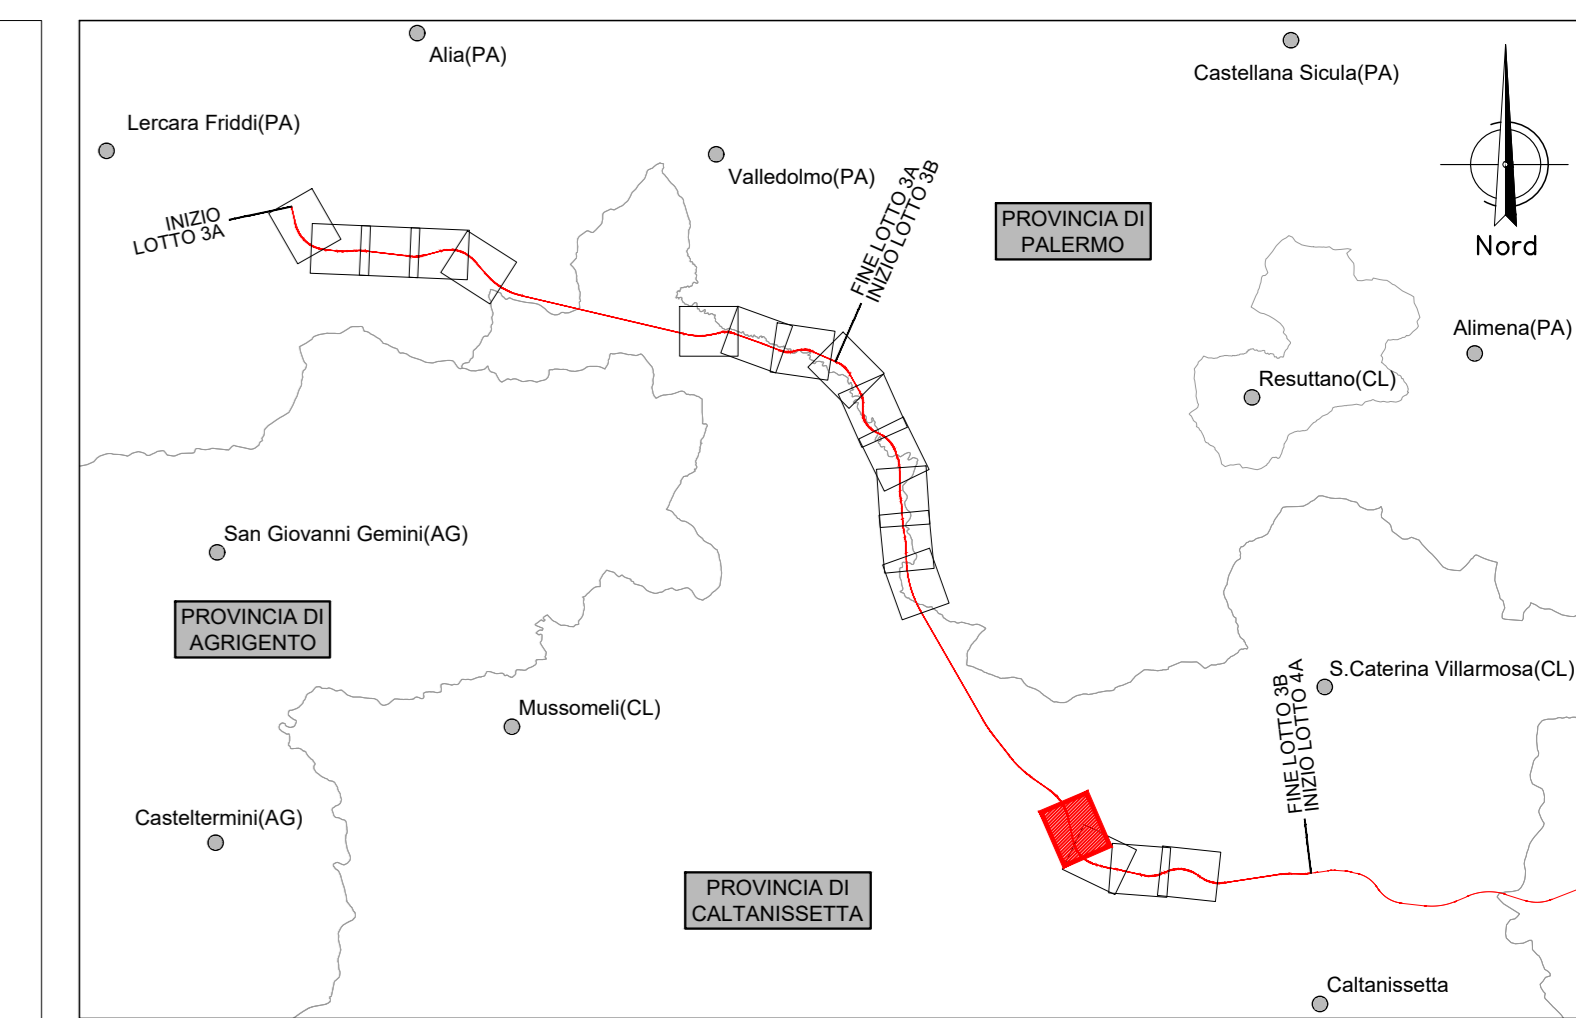 Alia(PA)
Castellana Sicula(PA)
Lercara Friddi(PA)
Valledolmo(PA)
INIZIO
LOTTO 3A
FINE LOTTO 3A
INIZIO LOTTO 3B
PROVINCIA DI
PALERMO
Nord
Alimena(PA)
Resuttano(CL)
San Giovanni Gemini(AG)
PROVINCIA DI
AGRIGENTO
Mussomeli(CL)
S.Caterina Villarmosa(CL)
FINE LOTTO 3B
INIZIO LOTTO 4A
Casteltermini(AG)
PROVINCIA DI
CALTANISSETTA
Caltanissetta